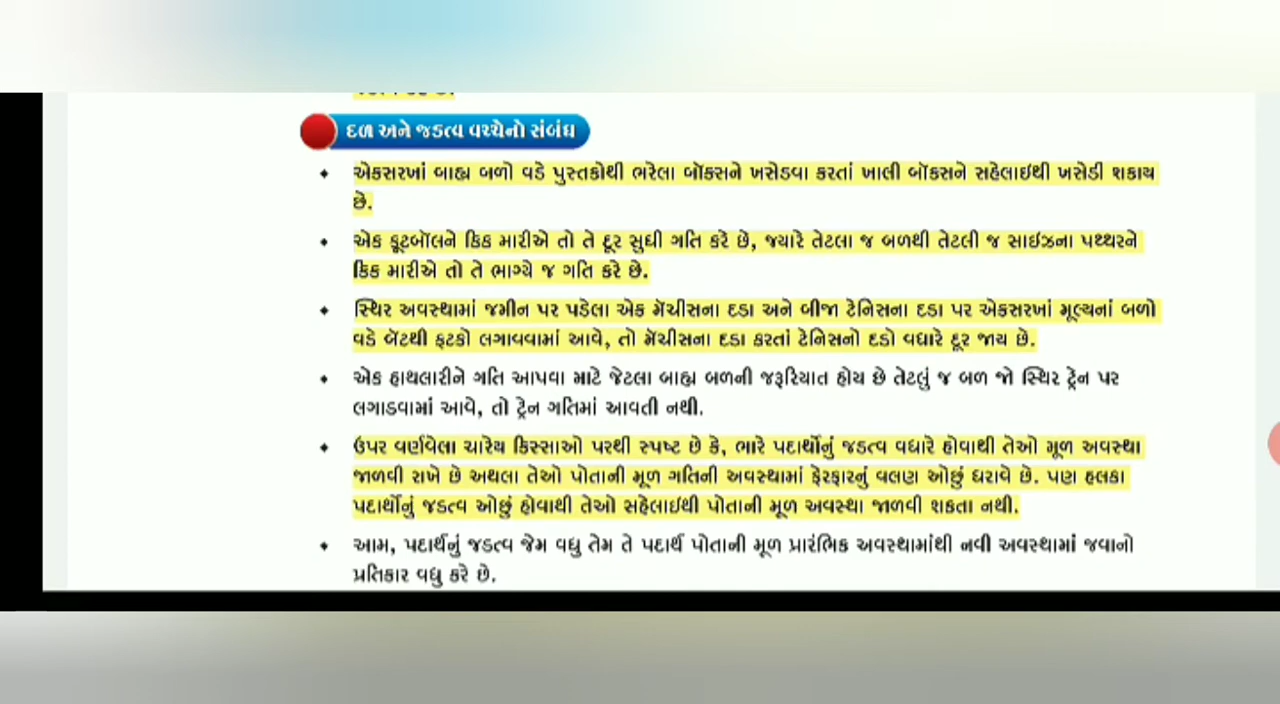 દળ અને જડત્વ વચ્ચેનો સંબંધ
એકસરખાં બાહ્ય બળો વડે પુસ્તકોથી ભરેલા બૉક્સને ખસેડવા કરતાં ખાલી બૉકસને સહેલાઇથી ખસેડી શકાય
છે.
એક ફૂટબૉલને કિક મારીએ તો તે દૂર સુધી ગતિ કરે છે, જ્યારે તેટલા જ બળથી તેટલી જ સાઇઝના પથ્થરને
કિક મારીએ તો તે ભાગ્યે જ ગતિ કરે છે.
સ્થિર અવસ્થામાં જમીન પર પડેલા એક મૅચીસના દડા અને બીજા ટેનિસના દડા પર એકસરખાં મૂલ્યનાં બળો
વડે બૅટથી ફટકો લગાવવામાં આવે, તો મૅચીસના દડા કરતાં ટેનિસનો દડો વધારે દૂર જાય છે.
એક હાથલારીને ગતિ આપવા માટે જેટલા બાહ્ય બળની જરૂરિયાત હોય છે તેટલું જ બળ જો સ્થિર ટ્રેન પર
લગાડવામાં આવે, તો ટ્રેન ગતિમાં આવતી નથી.
ઉપર વર્ણવેલા ચારેય કિસ્સાઓ પરથી સ્પષ્ટ છે કે, ભારે પદાર્થોનું જડત્વ વધારે હોવાથી તેઓ મૂળ અવસ્થા
જાળવી રાખે છે અથલા તેઓ પોતાની મૂળ ગતિની અવસ્થામાં ફેરફારનું વલણ ઓછું ધરાવે છે. પણ હલકા
પદાર્થોનું જડત્વ ઓછું હોવાથી તેઓ સહેલાઇથી પોતાની મૂળ અવસ્થા જાળવી શકતા નથી.
આમ, પદાર્થનું જડત્વ જેમ વધુ તેમ તે પદાર્થ પોતાની મૂળ પ્રારંભિક અવસ્થામાંથી નવી અવસ્થામાં જવાનો
પ્રતિકાર વધુ કરે છે.